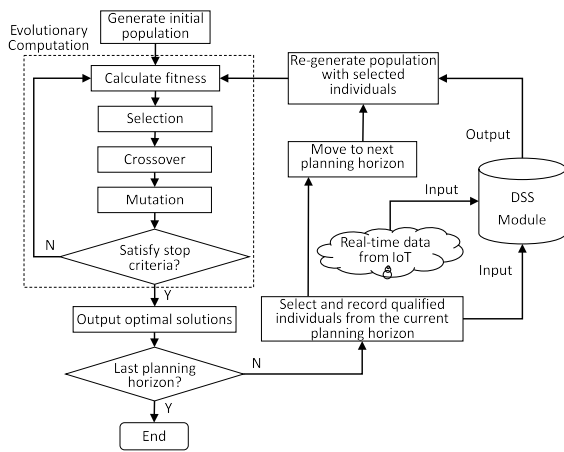 Generate initial
population
Evolutionary
Computation
Calculate fitness
Selection
Crossover
Mutation
N
Satisfy stop
criteria?
Y
Output optimal solutions
Last planning
horizon?
N
Y
End
Re-generate population
with selected
individuals
Move to next
planning horizon
Output
Input
DSS
Module
Real-time data
from IoT
Input
Select and record qualified
individuals from the current
planning horizon